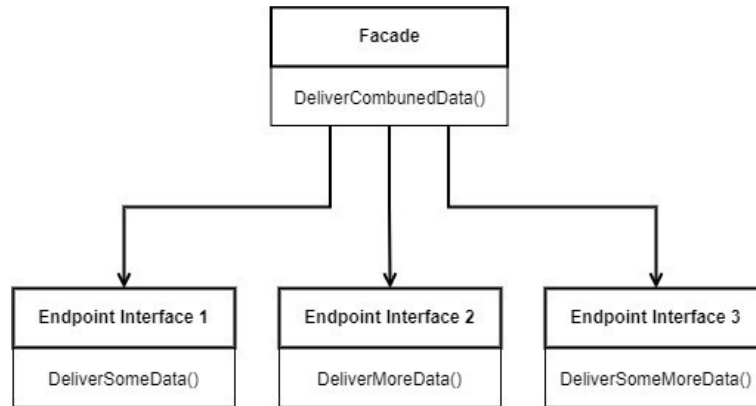 Facade
DeliverCombunedData()
Endpoint Interface 1
Endpoint Interface 2
Endpoint Interface 3
DeliverSomeData()
DeliverMoreData()
DeliverSomeMoreData()